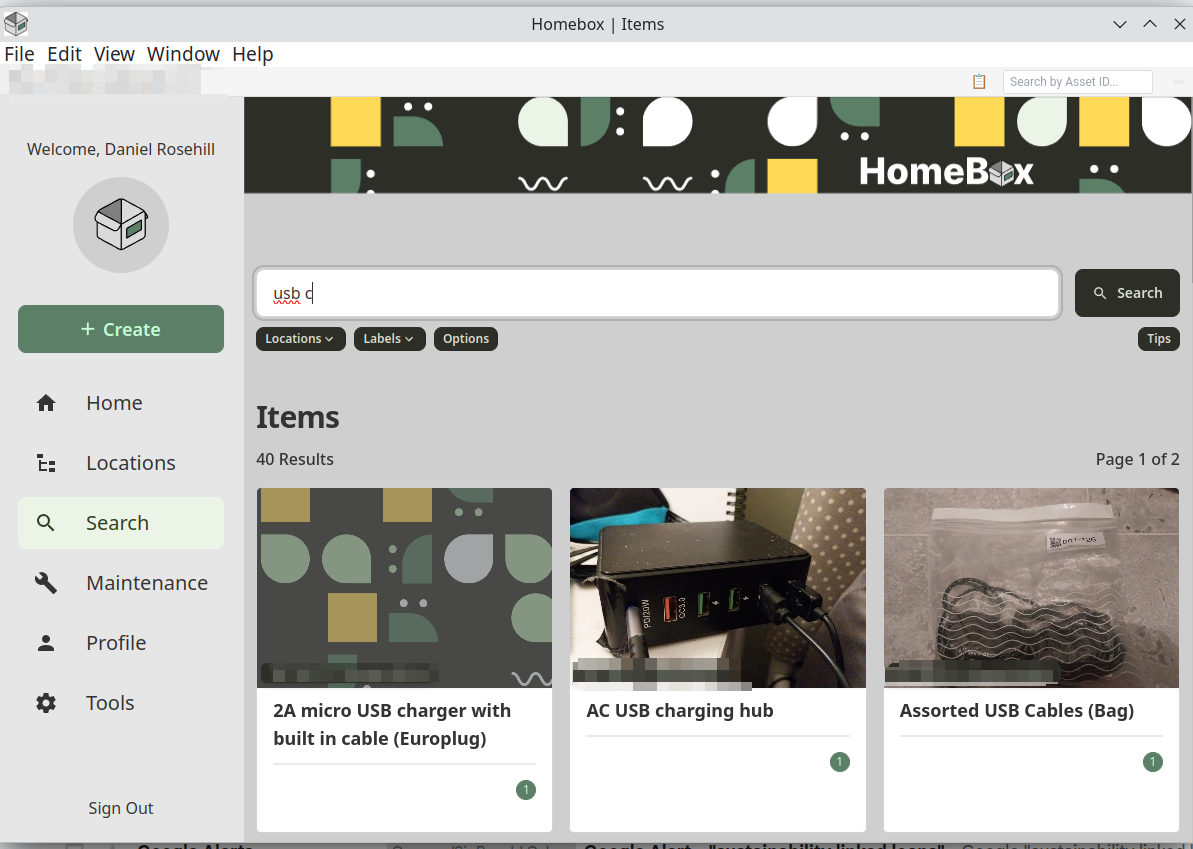 Homebox | Items
File Edit View Window Help
Search by Asset ID...
Welcome, Daniel Rosehill
HomeBox
+ Create
Home
Locations
Search
Maintenance
Profile
Tools
Sign Out
usb c
Search
Locations
Labels
Options
Tips
Items
40 Results
Page 1 of 2
PD20W
QC3.0
2A micro USB charger with
built in cable (Europlug)
1
AC USB charging hub
1
Assorted USB Cables (Bag)
1